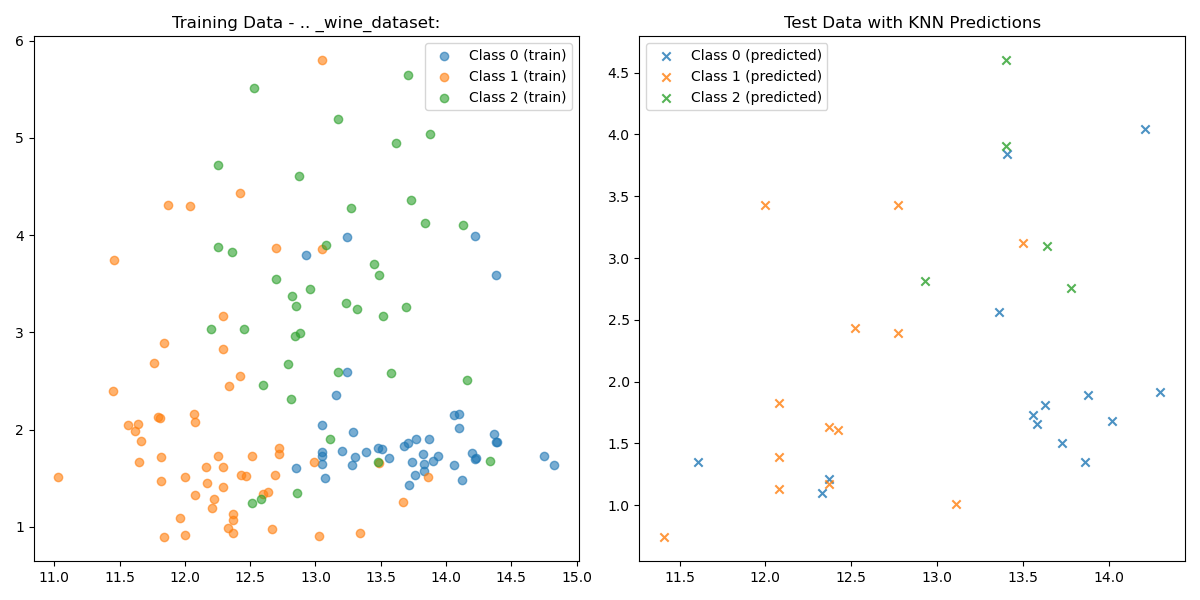 Training Data - .. _wine_dataset:
Class 0 (train)
Class 1 (train)
Class 2 (train)
6
5
4
3
2
1
11.0 11.5 12.0 12.5 13.0 13.5 14.0 14.5 15.0
Test Data with KNN Predictions
Class 0 (predicted)
Class 1 (predicted)
Class 2 (predicted)
4.5
4.0
3.5
3.0
2.5
2.0
1.5
1.0
11.5 12.0 12.5 13.0 13.5 14.0